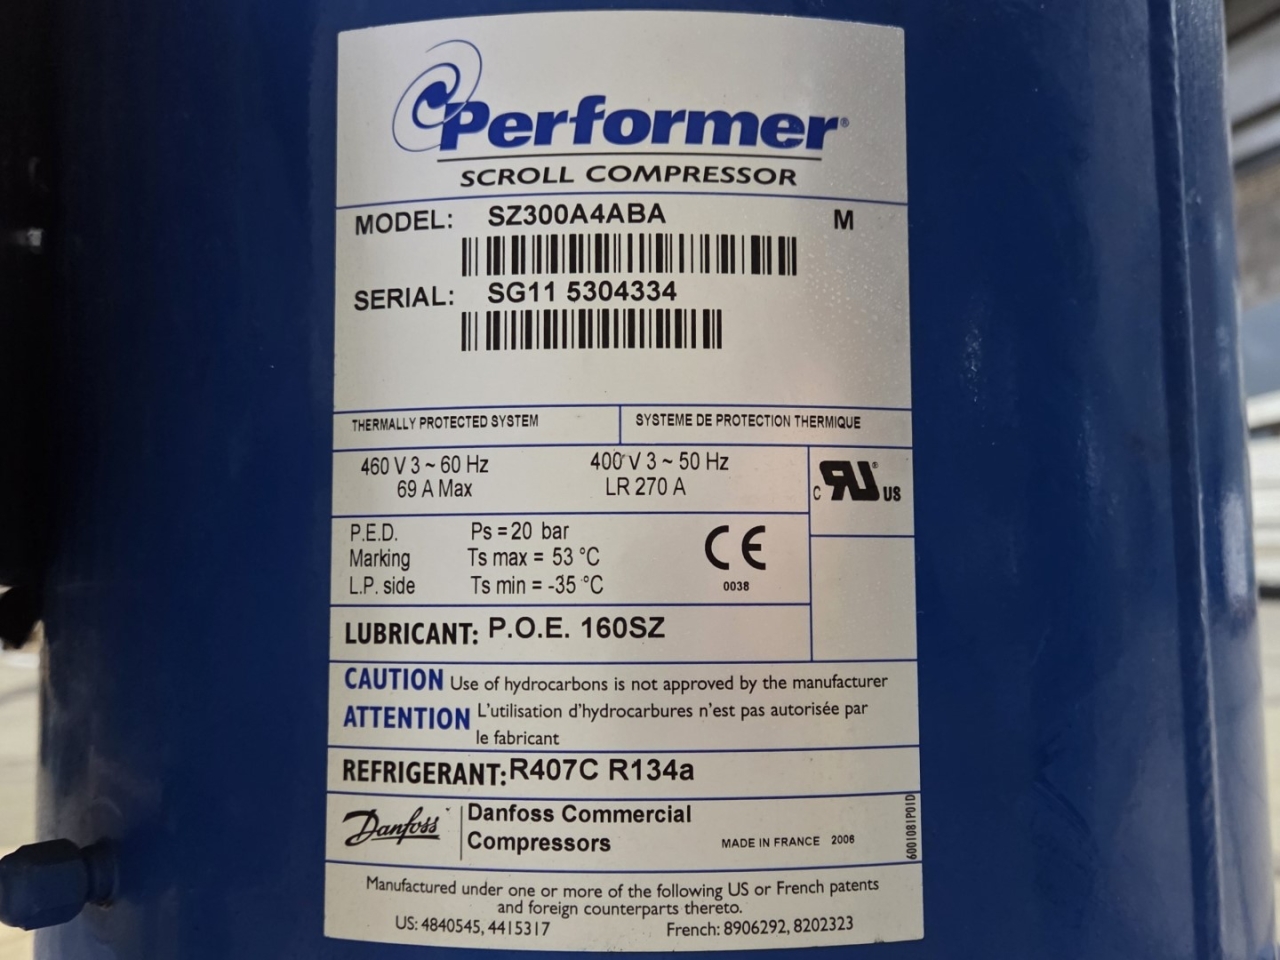 Performer®
SCROLL COMPRESSOR
MODEL: SZ300A4ABA M
SERIAL: SG11 5304334
THERMALLY PROTECTED SYSTEM SYSTEME DE PROTECTION THERMIQUE
460 V 3 ~ 60 Hz 400 V 3 ~ 50 Hz
69 A Max LR 270 A
c RU ® US
P.E.D. Ps = 20 bar
Marking Ts max = 53 °C
L.P. side Ts min = -35 °C
CE
0038
LUBRICANT: P.O.E. 160SZ
CAUTION Use of hydrocarbons is not approved by the manufacturer
ATTENTION L'utilisation d'hydrocarbures n'est pas autorisée par
le fabricant
REFRIGERANT: R407C R134a
Danfoss Danfoss Commercial
Compressors MADE IN FRANCE 2006
6001081P01D
Manufactured under one or more of the following US or French patents
and foreign counterparts thereto.
US: 4840545, 4415317 French: 8906292, 8202323